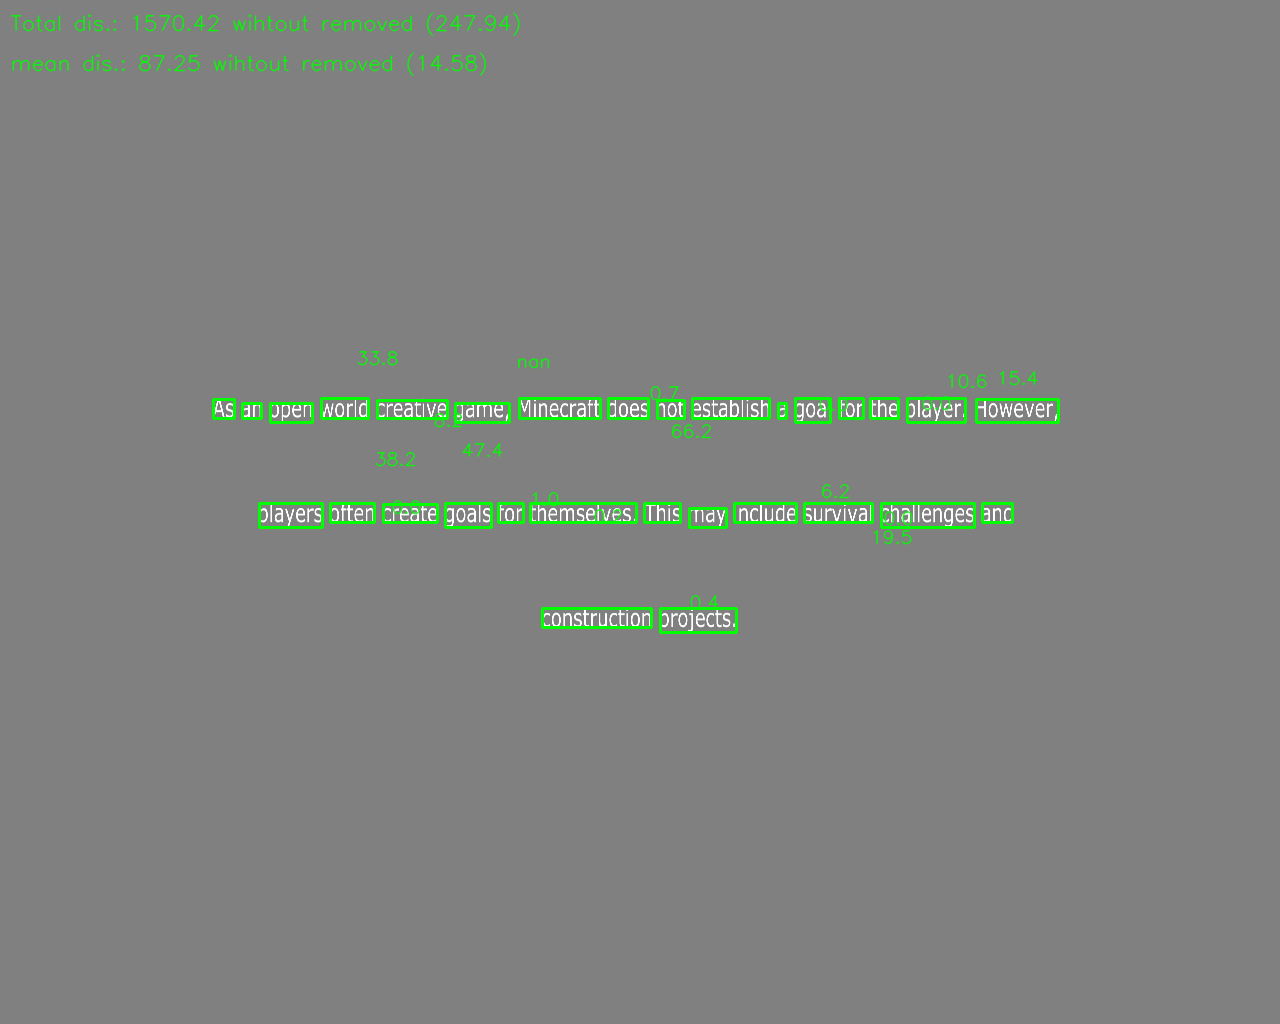 Total dis.: 1570.42 wihtout removed (247.94)
mean dis.: 87.25 wihtout removed (14.58)
33.8
nan
10.6 15.4
0.7
As an open world creative game, Minecraft does not establish a goal for the player. However,
66.2
47.4
38.2
6.2
1.0
players often create goals for themselves. This may include survival challenges and
19.5
0.4
construction projects.